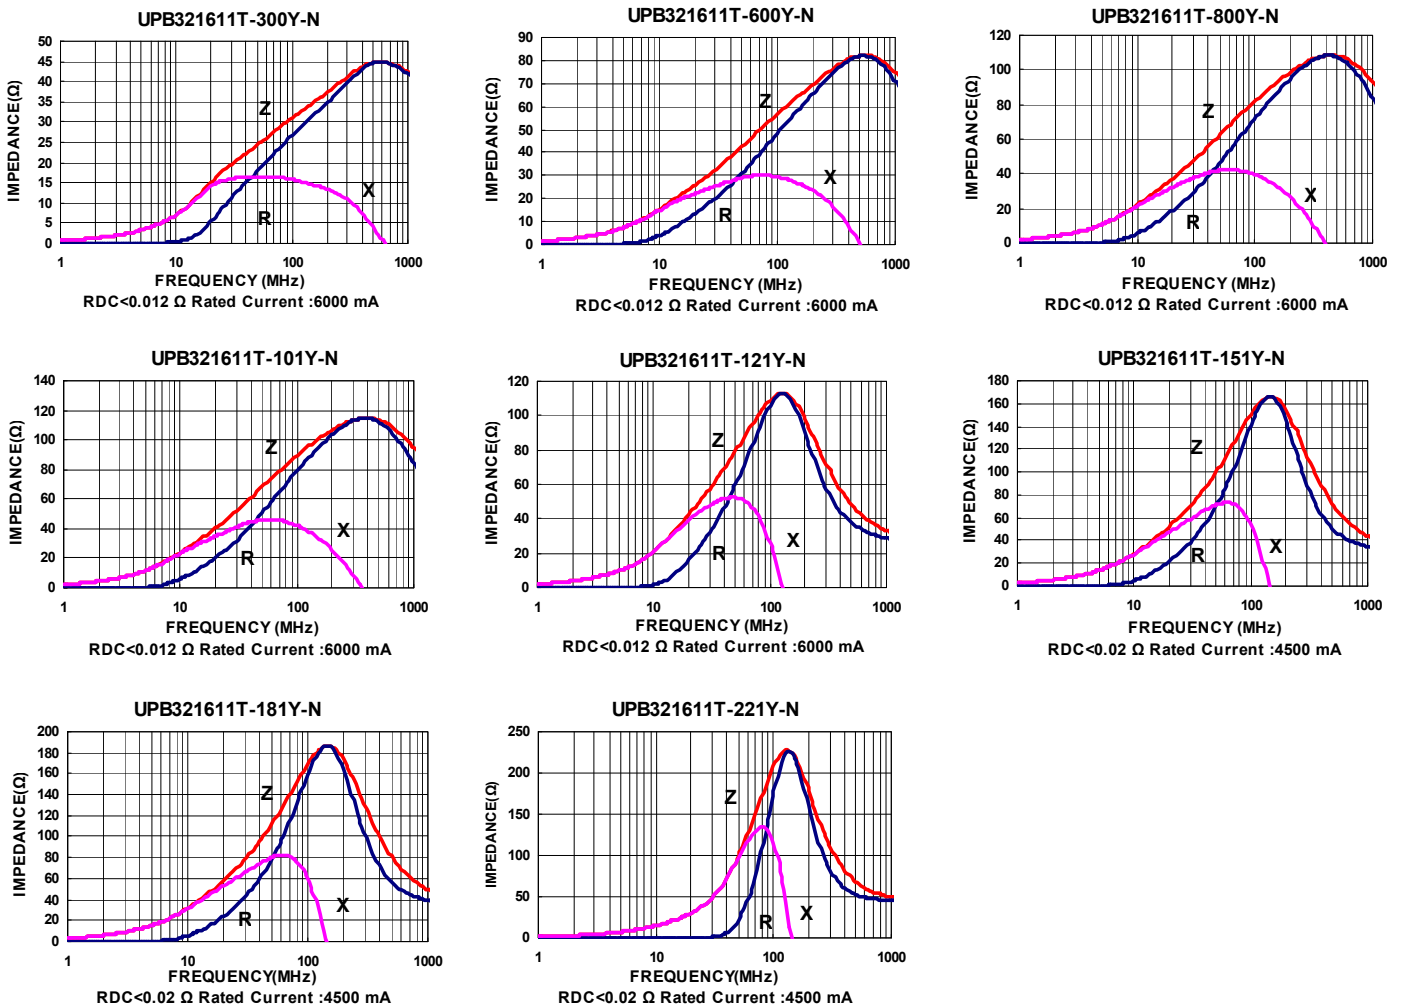 UPB321611T-300Y-N
50
45
40
35
30
25
20
15
10
5
0
IMPEDANCE(Ω)
Z
X
R
1 10 100 1000
FREQUENCY (MHz)
RDC<0.012 Ω Rated Current :6000 mA
UPB321611T-600Y-N
90
80
70
60
50
40
30
20
10
0
IMPEDANCE(Ω)
Z
X
R
1 10 100 1000
FREQUENCY (MHz)
RDC<0.012 Ω Rated Current :6000 mA
UPB321611T-800Y-N
120
100
80
60
40
20
0
IMPEDANCE(Ω)
Z
X
R
1 10 100 1000
FREQUENCY (MHz)
RDC<0.012 Ω Rated Current :6000 mA
UPB321611T-101Y-N
140
120
100
80
60
40
20
0
IMPEDANCE(Ω)
Z
X
R
1 10 100 1000
FREQUENCY (MHz)
RDC<0.012 Ω Rated Current :6000 mA
UPB321611T-121Y-N
120
100
80
60
40
20
0
IMPEDANCE(Ω)
Z
X
R
1 10 100 1000
FREQUENCY (MHz)
RDC<0.012 Ω Rated Current :6000 mA
UPB321611T-151Y-N
180
160
140
120
100
80
60
40
20
0
IMPEDANCE(Ω)
Z
X
R
1 10 100 1000
FREQUENCY (MHz)
RDC<0.02 Ω Rated Current :4500 mA
UPB321611T-181Y-N
200
180
160
140
120
100
80
60
40
20
0
IMPEDANCE(Ω)
Z
X
R
1 10 100 1000
FREQUENCY(MHz)
RDC<0.02 Ω Rated Current :4500 mA
UPB321611T-221Y-N
250
200
150
100
50
0
IMPEDANCE(Ω)
Z
X
R
1 10 100 1000
FREQUENCY(MHz)
RDC<0.02 Ω Rated Current :4500 mA